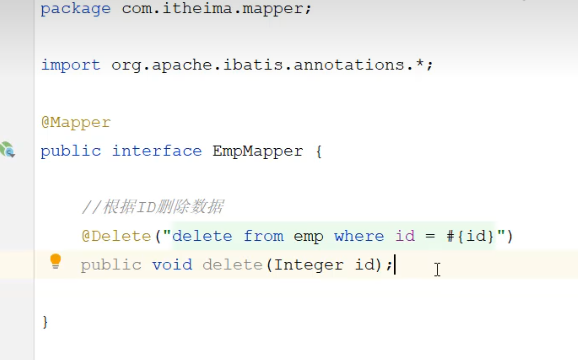 package com.itheima.mapper;
import org.apache.ibatis.annotations.*;
@Mapper
public interface EmpMapper {
//根据ID删除数据
@Delete("delete from emp where id = #{id}")
public void delete(Integer id);
}